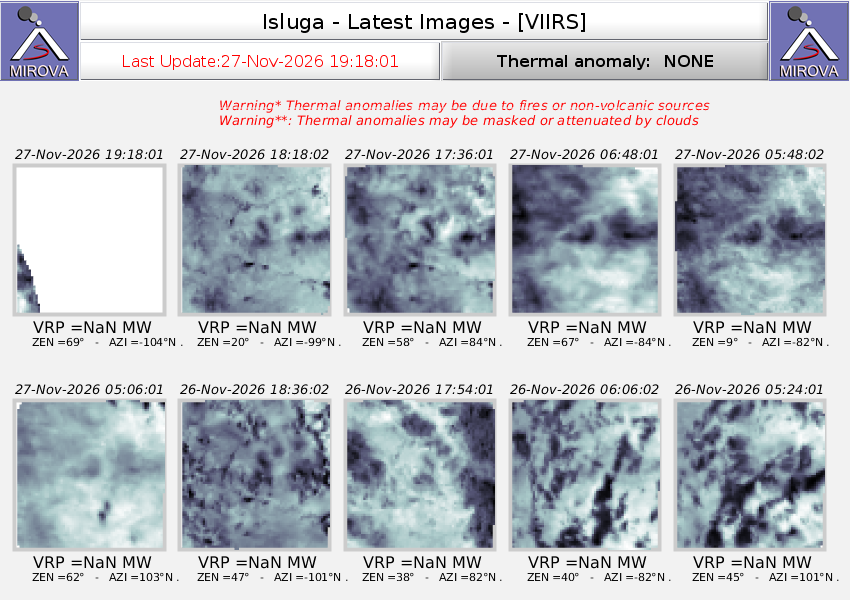 Isluga - Latest Images - [VIIRS]
MIROVA
MIROVA
Last Update:27-Nov-2026 19:18:01
Thermal anomaly: NONE
Warning* Thermal anomalies may be due to fires or non-volcanic sources
Warning**: Thermal anomalies may be masked or attenuated by clouds
27-Nov-2026 19:18:01
27-Nov-2026 18:18:02
27-Nov-2026 17:36:01
27-Nov-2026 06:48:01
27-Nov-2026 05:48:02
VRP =NaN MW
VRP =NaN MW
VRP =NaN MW
VRP =NaN MW
VRP =NaN MW
ZEN =69° - AZI =-104°N .
ZEN =20° - AZI =-99°N .
ZEN =58° - AZI =84°N .
ZEN =67° - AZI =-84°N .
ZEN =9° - AZI =-82°N .
27-Nov-2026 05:06:01
26-Nov-2026 18:36:02
26-Nov-2026 17:54:01
26-Nov-2026 06:06:02
26-Nov-2026 05:24:01
VRP =NaN MW
VRP =NaN MW
VRP =NaN MW
VRP =NaN MW
VRP =NaN MW
ZEN =62° - AZI =103°N .
ZEN =47° - AZI =-101°N .
ZEN =38° - AZI =82°N .
ZEN =40° - AZI =-82°N .
ZEN =45° - AZI =101°N .